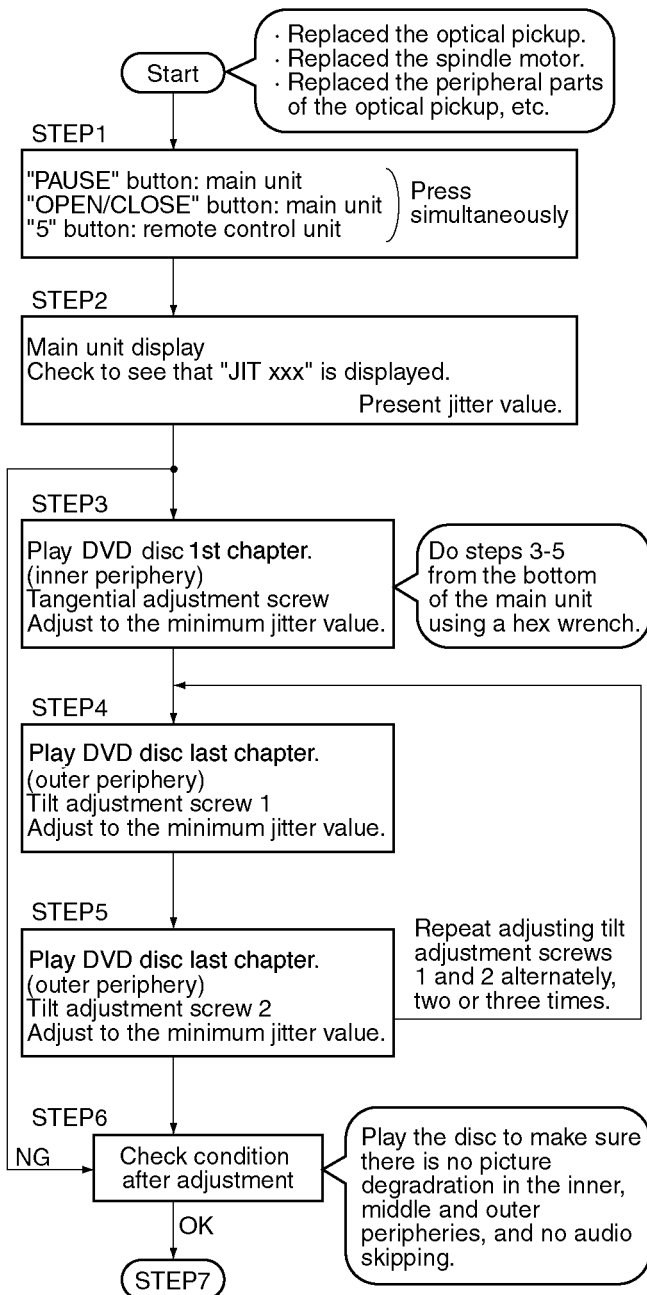 Start
· Replaced the optical pickup.
· Replaced the spindle motor.
· Replaced the peripheral parts
of the optical pickup, etc.
STEP1
"PAUSE" button: main unit
"OPEN/CLOSE" button: main unit
"5" button: remote control unit
Press
simultaneously
STEP2
Main unit display
Check to see that "JIT xxx" is displayed.
Present jitter value.
STEP3
Play DVD disc 1st chapter.
(inner periphery)
Tangential adjustment screw
Adjust to the minimum jitter value.
Do steps 3-5
from the bottom
of the main unit
using a hex wrench.
STEP4
Play DVD disc last chapter.
(outer periphery)
Tilt adjustment screw 1
Adjust to the minimum jitter value.
STEP5
Play DVD disc last chapter.
(outer periphery)
Tilt adjustment screw 2
Adjust to the minimum jitter value.
Repeat adjusting tilt
adjustment screws
1 and 2 alternately,
two or three times.
STEP6
NG
Check condition
after adjustment
Play the disc to make sure
there is no picture
degradration in the inner,
middle and outer
peripheries, and no audio
skipping.
OK
STEP7